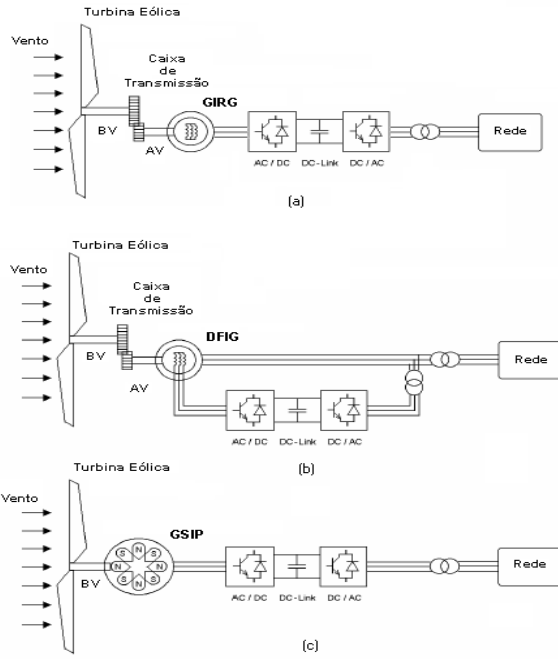 Turbina Eólica
Vento
Caixa
de
Transmissão
GIRG
BV
AV
Rede
AC / DC
DC-Link
DC / AC
(a)
Turbina Eólica
Vento
Caixa
de
Transmissão
DFIG
BV
AV
Rede
AC / DC
DC-Link
DC / AC
(b)
Turbina Eólica
Vento
GSIP
S
N
S
N
S
N
S
N
BV
Rede
AC / DC
DC-Link
DC / AC
(c)